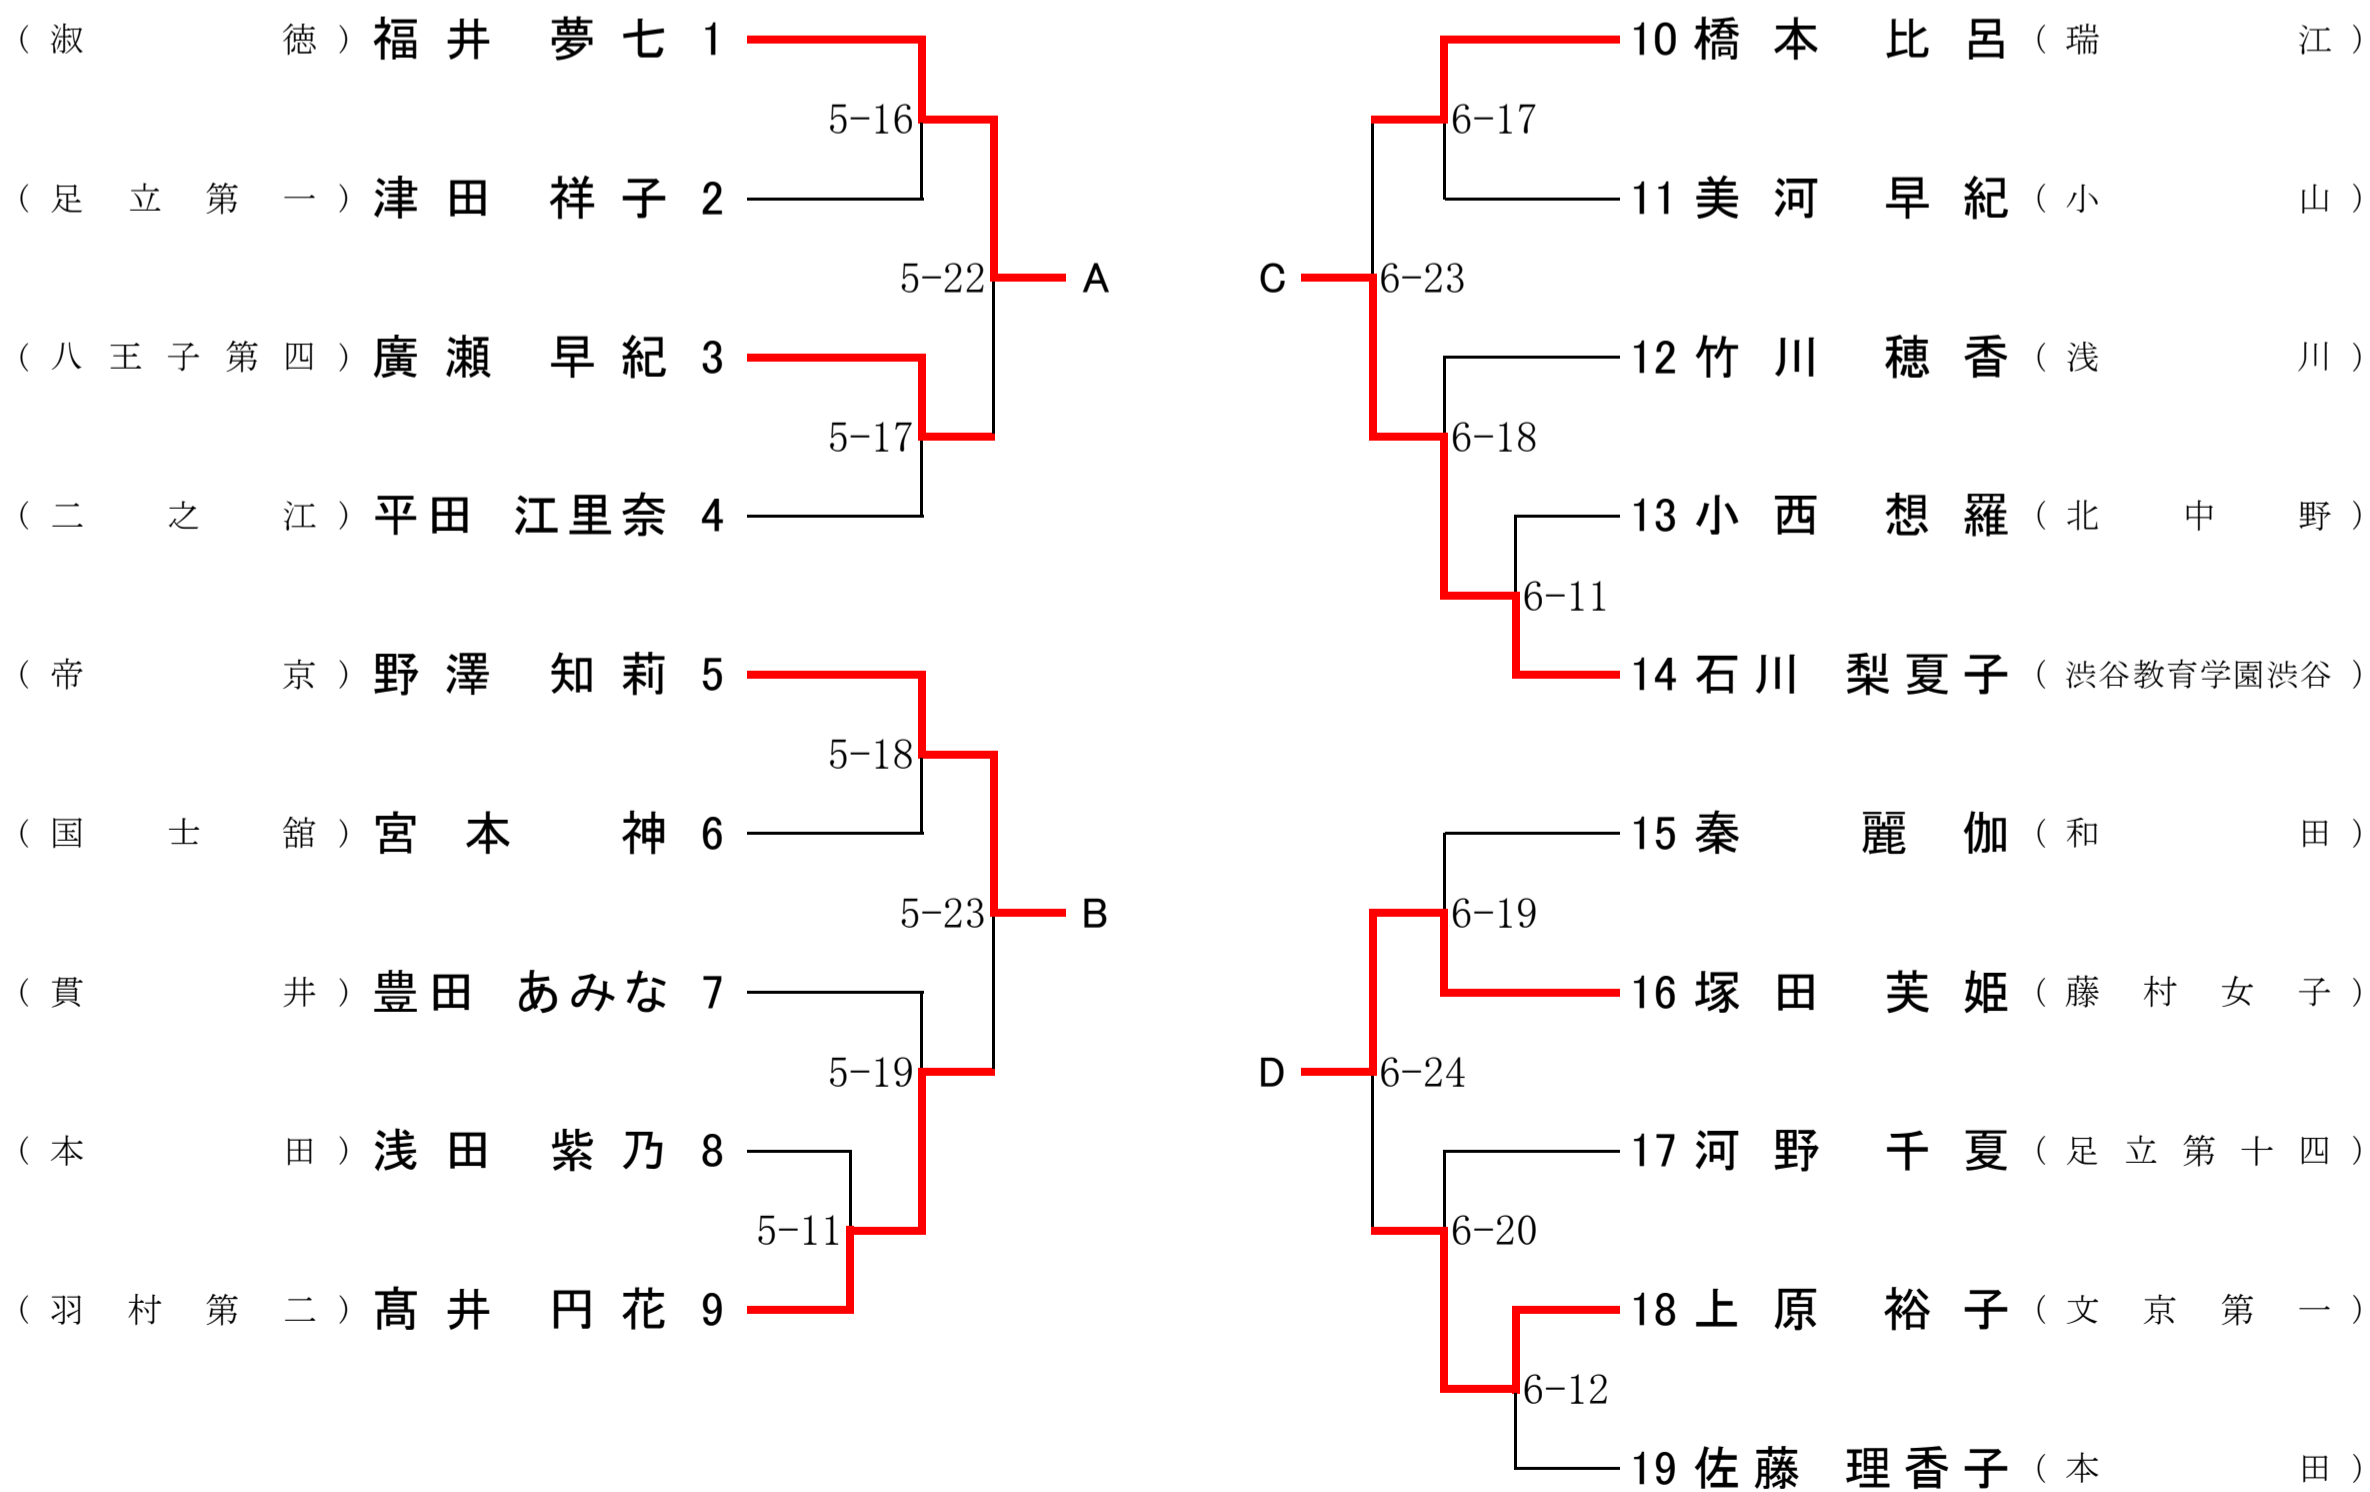 （淑徳）福井 夢七 1
5-16
（足立第一）津田 祥子 2
5-22 A
（八王子第四）廣瀬 早紀 3
5-17
（二之江）平田 江里奈 4
（帝京）野澤 知莉 5
5-18
（国士舘）宮本 神 6
5-23 B
（貫井）豊田 あみな 7
5-19
（本田）浅田 紫乃 8
5-11
（羽村第二）髙井 円花 9
10 橋本 比呂（瑞江）
6-17
11 美河 早紀（小山）
C 6-23
12 竹川 穂香（浅川）
6-18
13 小西 想羅（北中野）
6-11
14 石川 梨夏子（渋谷教育学園渋谷）
15 秦 麗伽（和田）
6-19
16 塚田 芙姫（藤村女子）
D 6-24
17 河野 千夏（足立第十四）
6-20
18 上原 裕子（文京第一）
6-12
19 佐藤 理香子（本田）